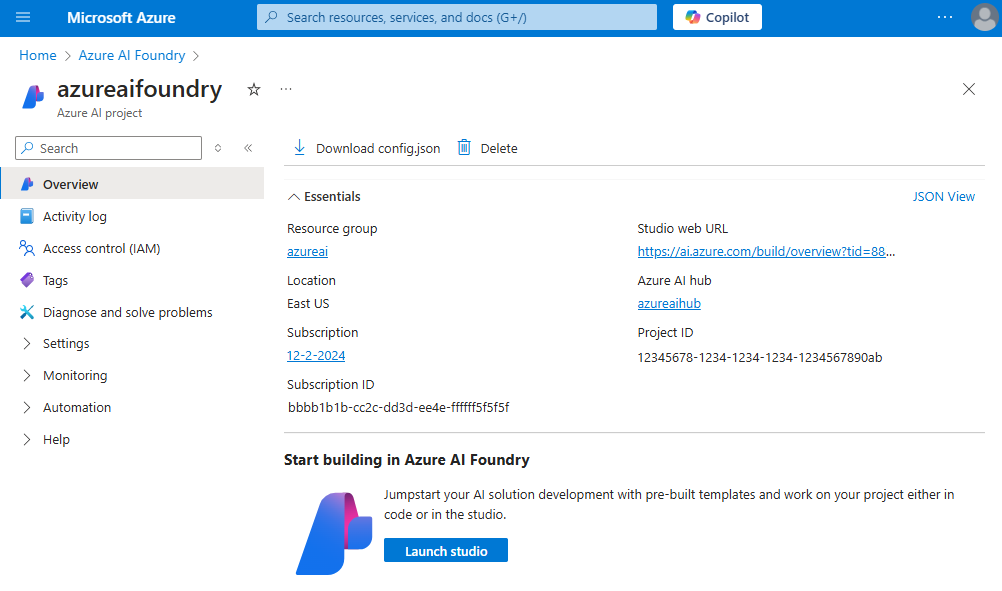 Microsoft Azure
Search resources, services, and docs (G+/)
Copilot
Home > Azure AI Foundry >
azureaifoundry
Azure AI project
Search
Download config.json
Delete
Overview
Activity log
Access control (IAM)
Tags
Diagnose and solve problems
Settings
Monitoring
Automation
Help
Essentials
JSON View
Resource group
azureai
Location
East US
Subscription
12-2-2024
Subscription ID
bbbb1b1b-cc2c-dd3d-ee4e-ffffff5f5f5f
Studio web URL
https://ai.azure.com/build/overview?tid=88...
Azure AI hub
azureaihub
Project ID
12345678-1234-1234-1234-1234567890ab
Start building in Azure AI Foundry
Jumpstart your AI solution development with pre-built templates and work on your project either in
code or in the studio.
Launch studio